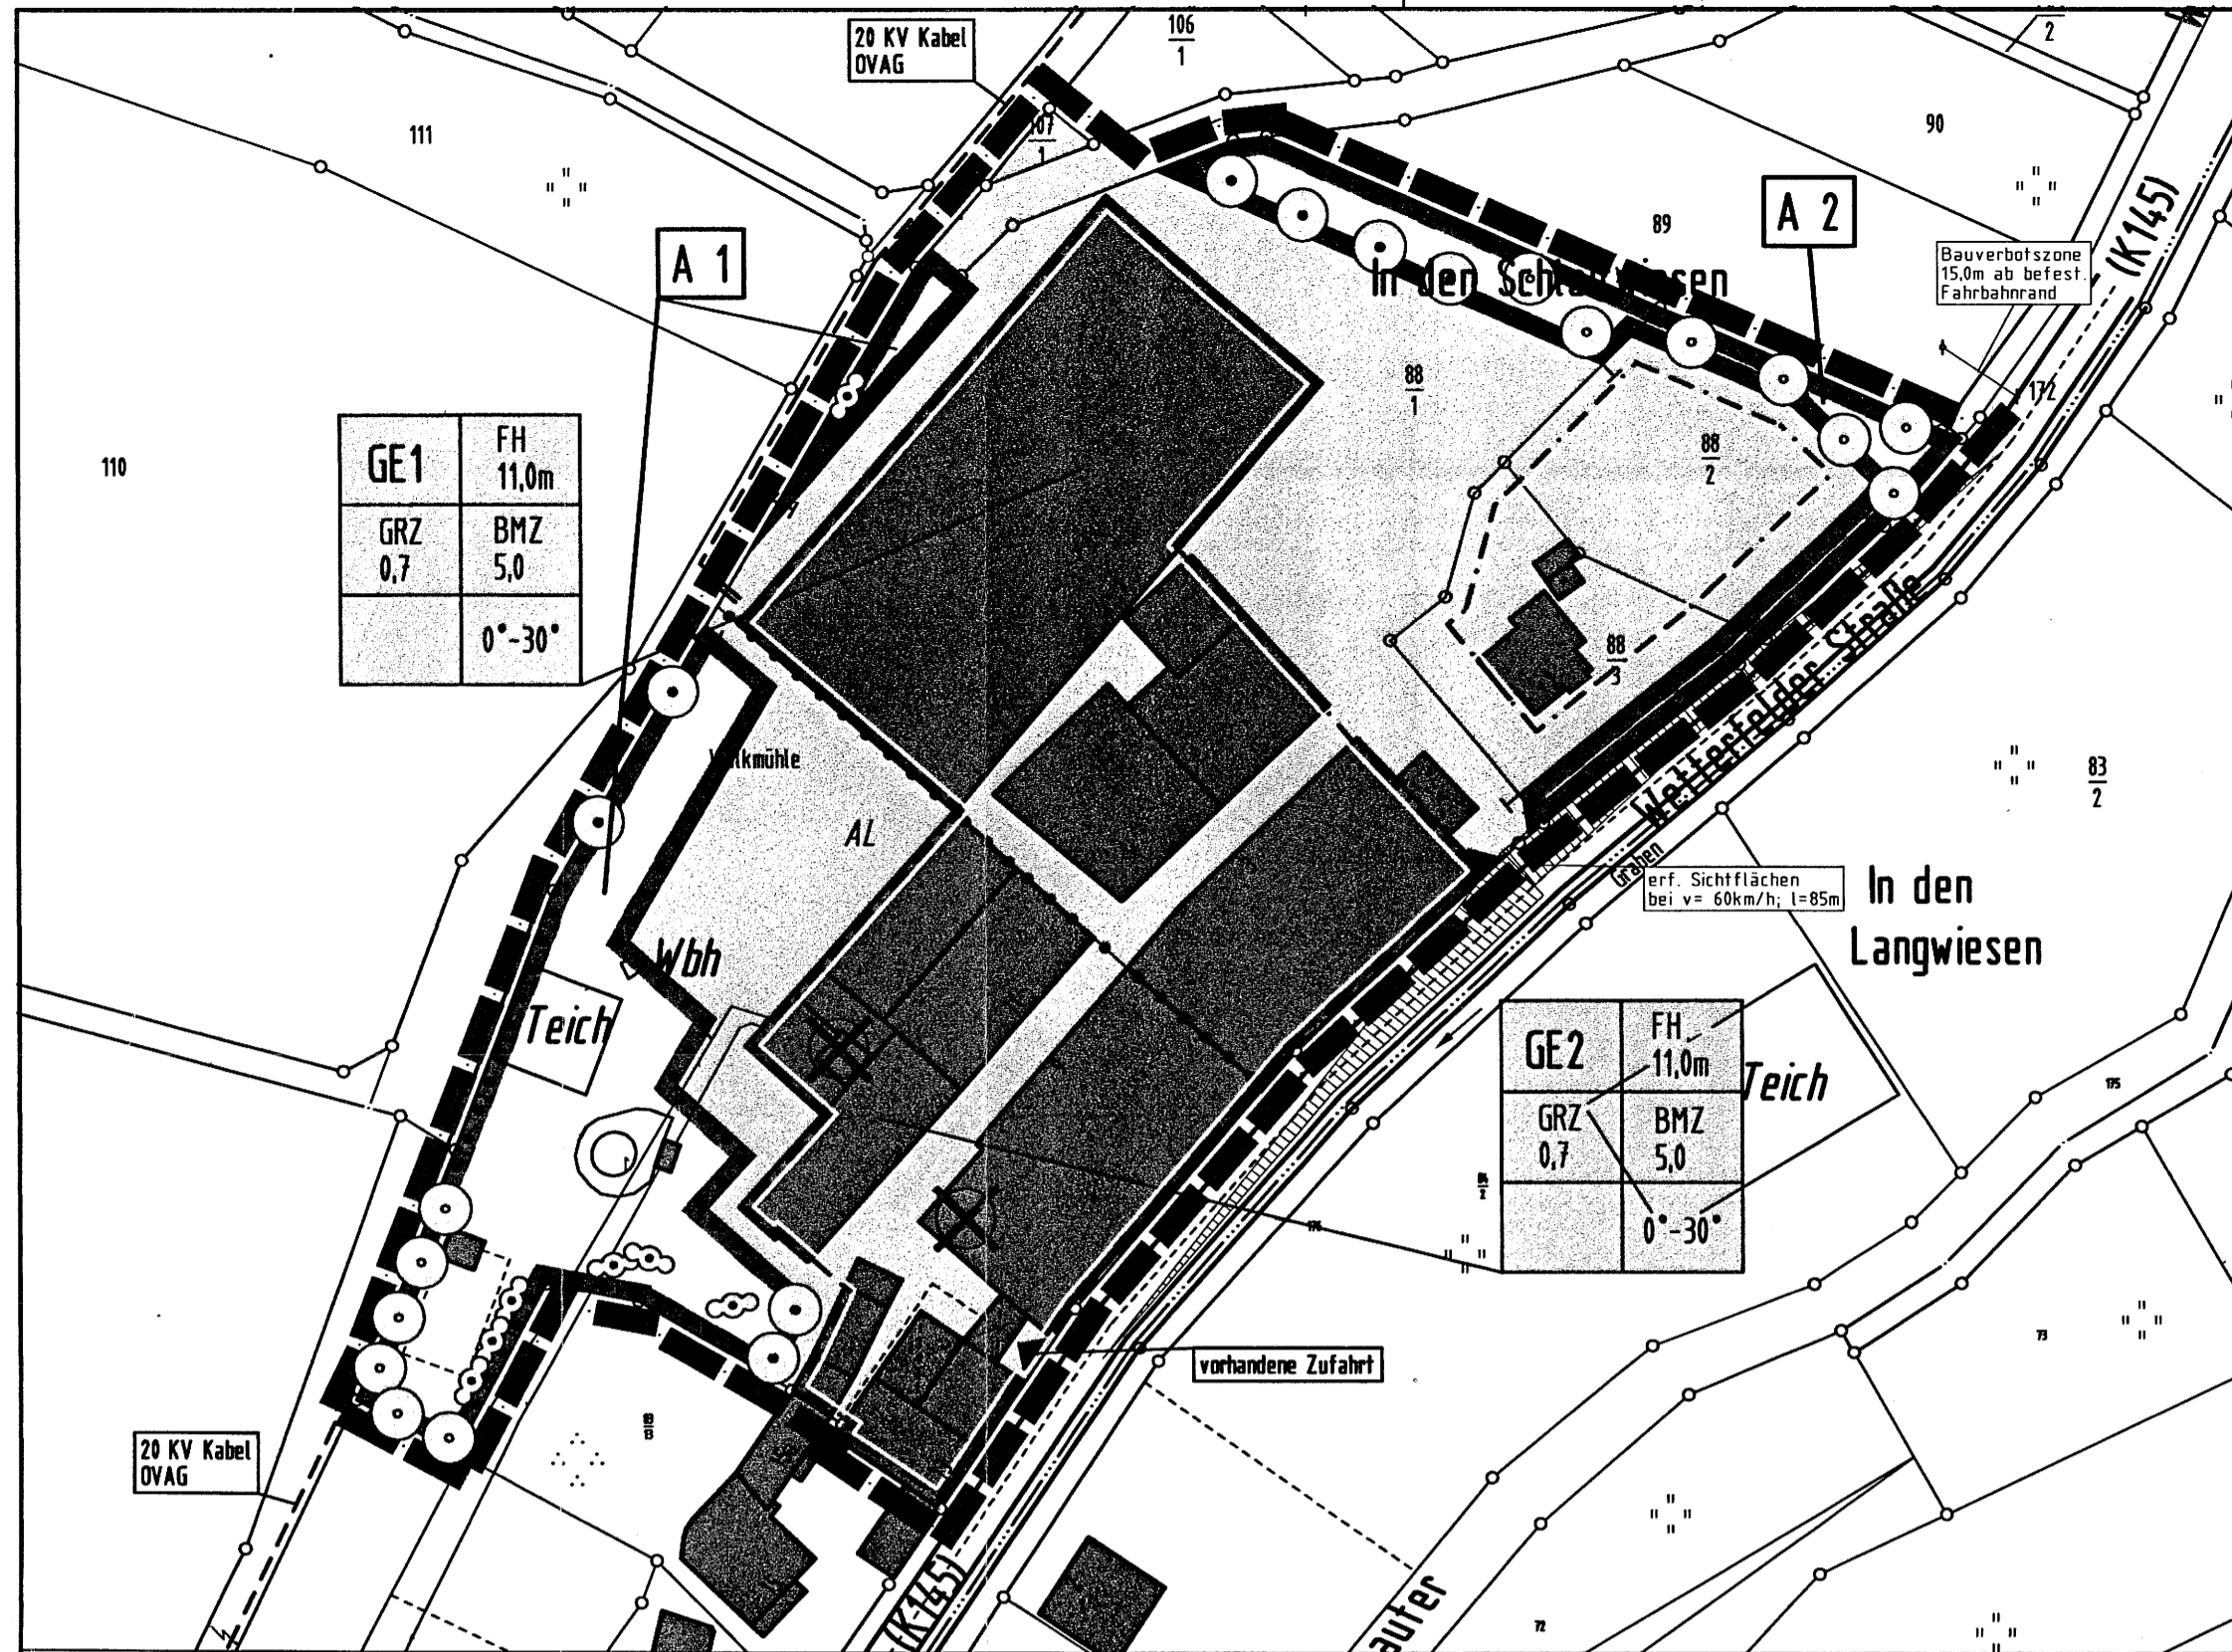 20 KV Kabel
OVAG
106
1
2
111
107
1
90
(K145)
A 1
A 2
89
Bauverbotszone
15,0m ab befest.
Fahrbahnrand
In den
172
88
1
88
2
110
GE1
FH
11,0m
GRZ
0,7
BMZ
5,0
0°-30°
88
3
Wetterfelder Straße
83
2
AL
Graben
erf. Sichtflächen
bei v= 60km/h; l=85m
In den
Langwiesen
Wbh
Teich
GE2
FH
11,0m
GRZ
0,7
BMZ
5,0
0°-30°
Teich
175
73
vorhandene Zufahrt
20 KV Kabel
OVAG
(K145)
72